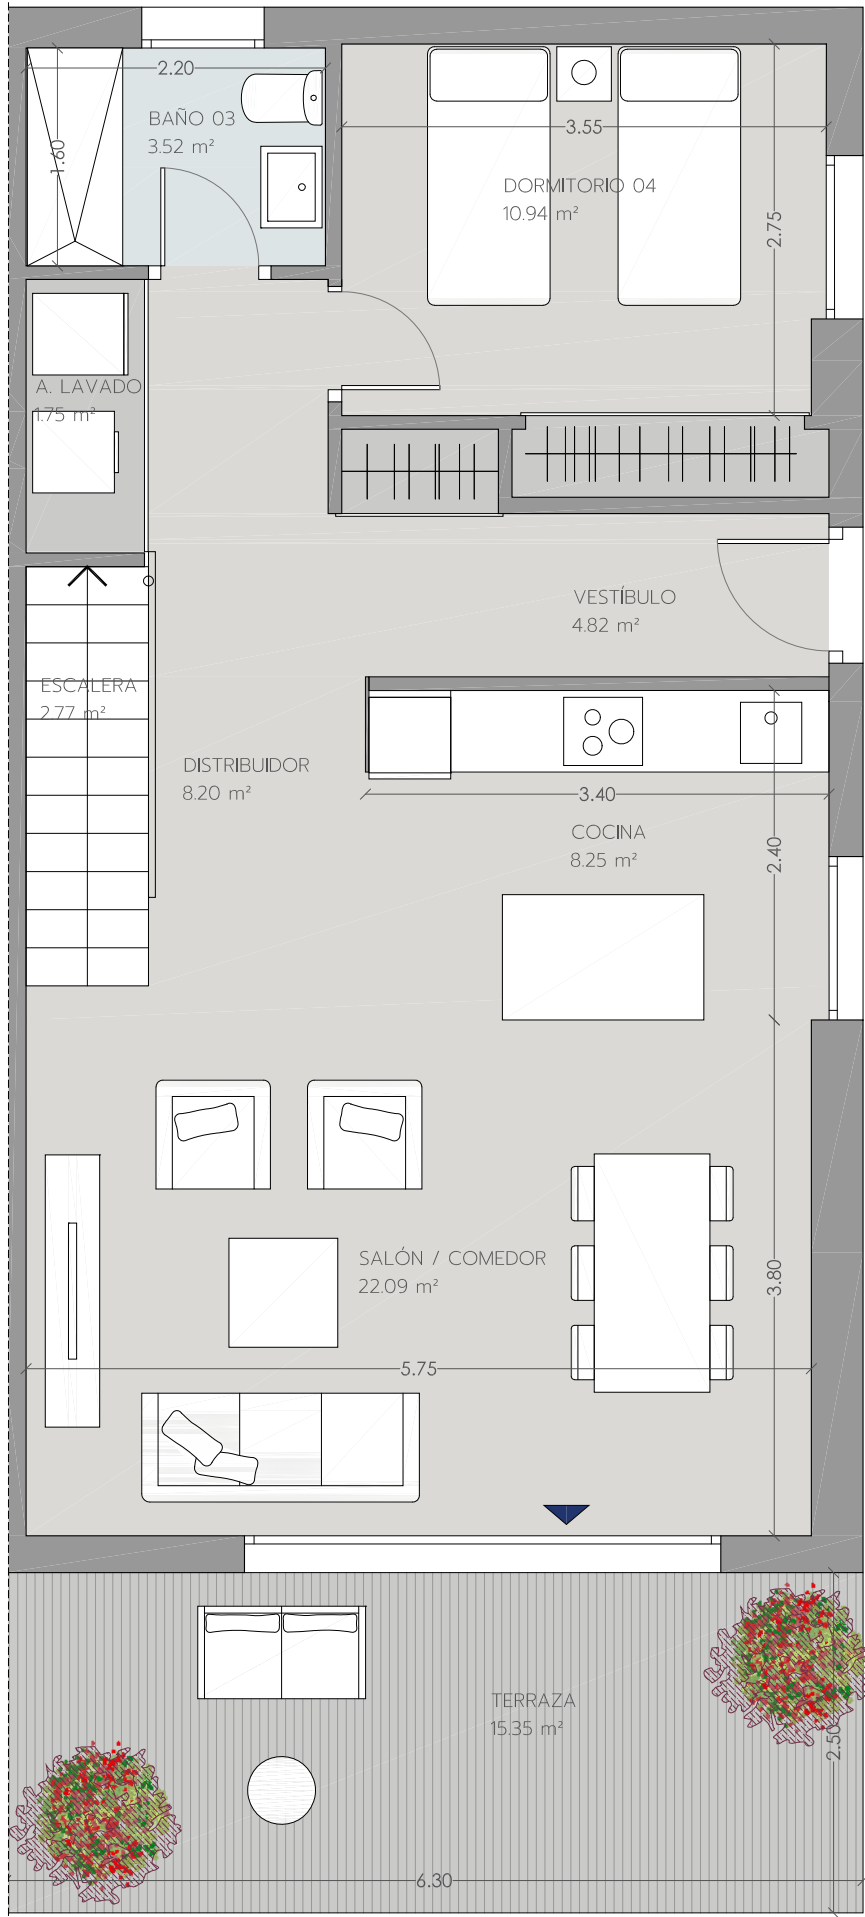 2.20
BAÑO 03
3.52 m²
1.60
3.55
DORMITORIO 04
10.94 m²
2.75
A. LAVADO
1.75 m²
VESTÍBULO
4.82 m²
ESCALERA
2.77 m²
DISTRIBUIDOR
8.20 m²
3.40
COCINA
8.25 m²
2.40
SALÓN / COMEDOR
22.09 m²
3.80
5.75
TERRAZA
15.35 m²
2.50
6.30